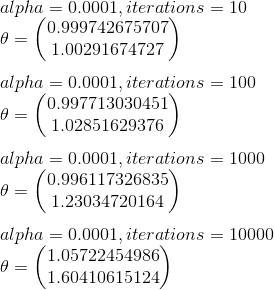 alpha = 0.0001, iterations = 10
θ = (0.999742675707
1.00291674727)
alpha = 0.0001, iterations = 100
θ = (0.997713030451
1.02851629376)
alpha = 0.0001, iterations = 1000
θ = (0.996117326835
1.23034720164)
alpha = 0.0001, iterations = 10000
θ = (1.05722454986
1.60410615124)